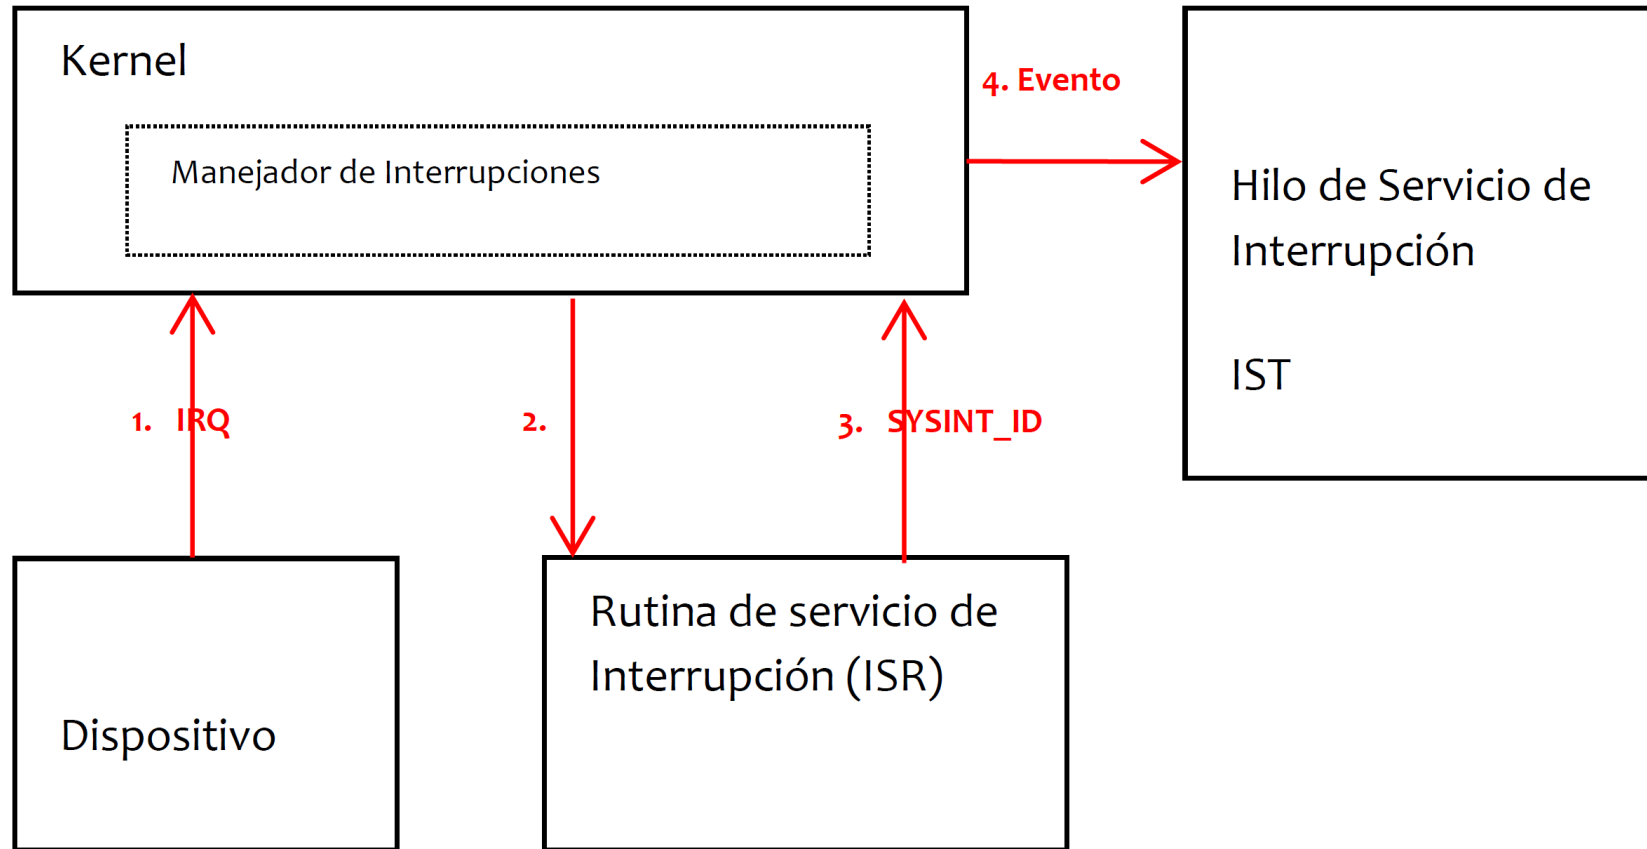 Kernel
4. Evento
Manejador de Interrupciones
Hilo de Servicio de
Interrupción
IST
1. IRQ
2.
3. SYSINT_ID
Rutina de servicio de
Interrupción (ISR)
Dispositivo